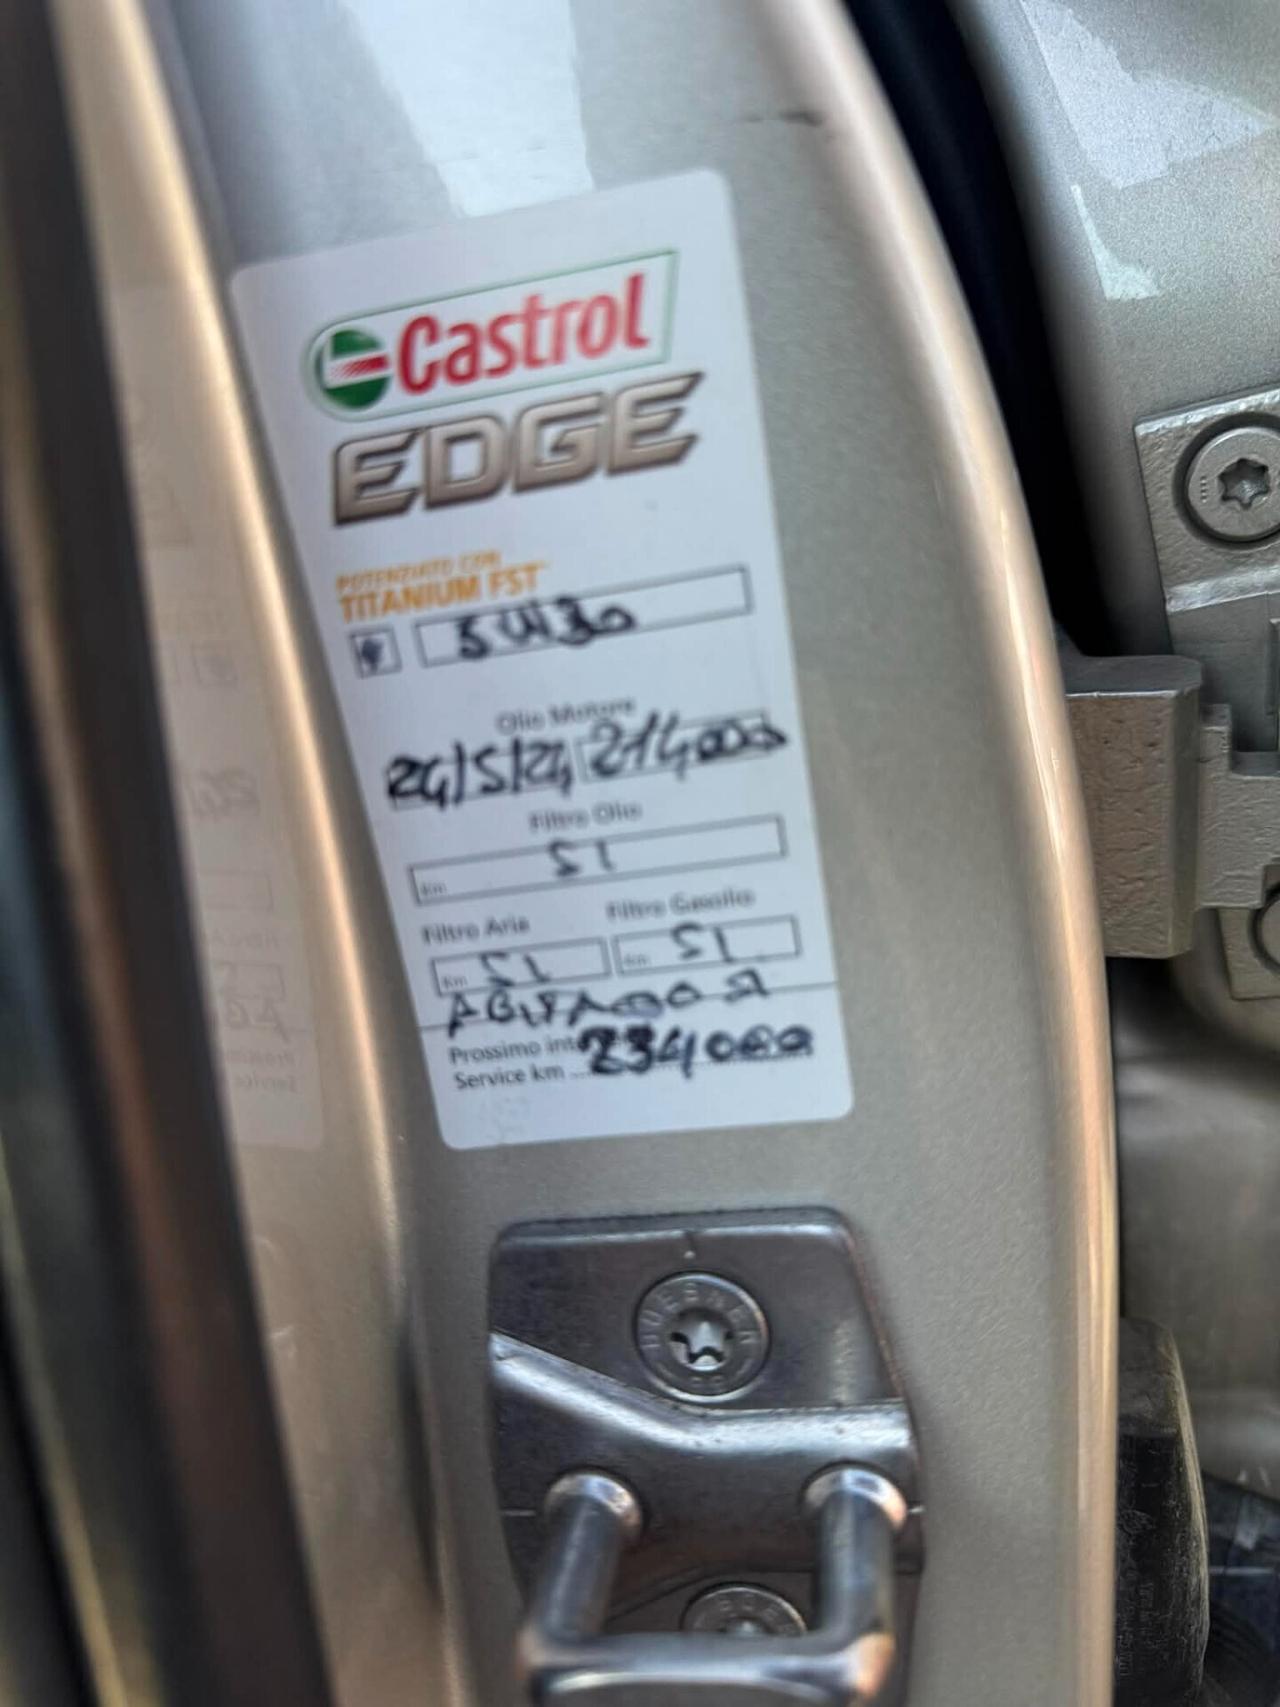 Castrol
EDGE
POTENZIATO CON
TITANIUM FST
5W30
Olio Motore
24/5/24 214000
Filtro Olio
Km SI
Filtro Aria Filtro Gasolio
Km SI Km SI
Prossimo
Service km 234000